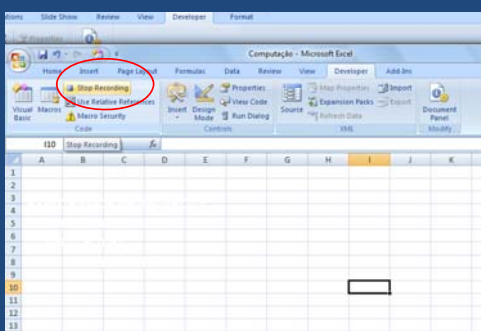 Slide Show Review View Developer Format
Properties
Computação - Microsoft Excel
Home Insert Page Layout Formulas Data Review View Developer Add-Ins
Visual Basic Macros Stop Recording Use Relative References Macro Security
Code
Insert Design Mode Properties View Code Run Dialog
Controls
Source Map Properties Expansion Packs Refresh Data Import Export
XML
Document Panel
Modify
I10 Stop Recording fx
A B C D E F G H I J K
1
2
3
4
5
6
7
8
9
10
11
12
13